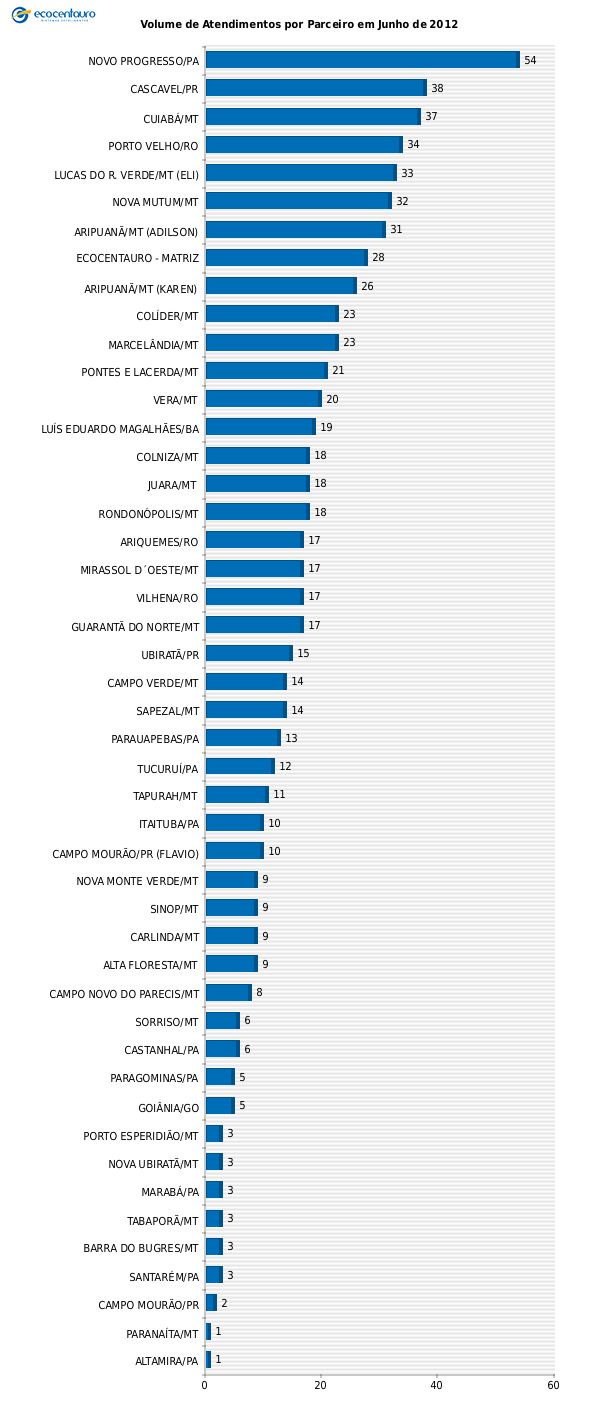 ecocentauro
Volume de Atendimentos por Parceiro em Junho de 2012
NOVO PROGRESSO/PA 54
CASCAVEL/PR 38
CUIABÁ/MT 37
PORTO VELHO/RO 34
LUCAS DO R. VERDE/MT (ELI) 33
NOVA MUTUM/MT 32
ARIPUANÃ/MT (ADILSON) 31
ECOCENTAURO - MATRIZ 28
ARIPUANÃ/MT (KAREN) 26
COLÍDER/MT 23
MARCELÂNDIA/MT 23
PONTES E LACERDA/MT 21
VERA/MT 20
LUÍS EDUARDO MAGALHÃES/BA 19
COLNIZA/MT 18
JUARA/MT 18
RONDONÓPOLIS/MT 18
ARIQUEMES/RO 17
MIRASSOL D´OESTE/MT 17
VILHENA/RO 17
GUARANTÃ DO NORTE/MT 17
UBIRATÃ/PR 15
CAMPO VERDE/MT 14
SAPEZAL/MT 14
PARAUAPEBAS/PA 13
TUCURUÍ/PA 12
TAPURAH/MT 11
ITAITUBA/PA 10
CAMPO MOURÃO/PR (FLAVIO) 10
NOVA MONTE VERDE/MT 9
SINOP/MT 9
CARLINDA/MT 9
ALTA FLORESTA/MT 9
CAMPO NOVO DO PARECIS/MT 8
SORRISO/MT 6
CASTANHAL/PA 6
PARAGOMINAS/PA 5
GOIÂNIA/GO 5
PORTO ESPERIDIÃO/MT 3
NOVA UBIRATÃ/MT 3
MARABÁ/PA 3
TABAPORÃ/MT 3
BARRA DO BUGRES/MT 3
SANTARÉM/PA 3
CAMPO MOURÃO/PR 2
PARANAÍTA/MT 1
ALTAMIRA/PA 1
0 20 40 60